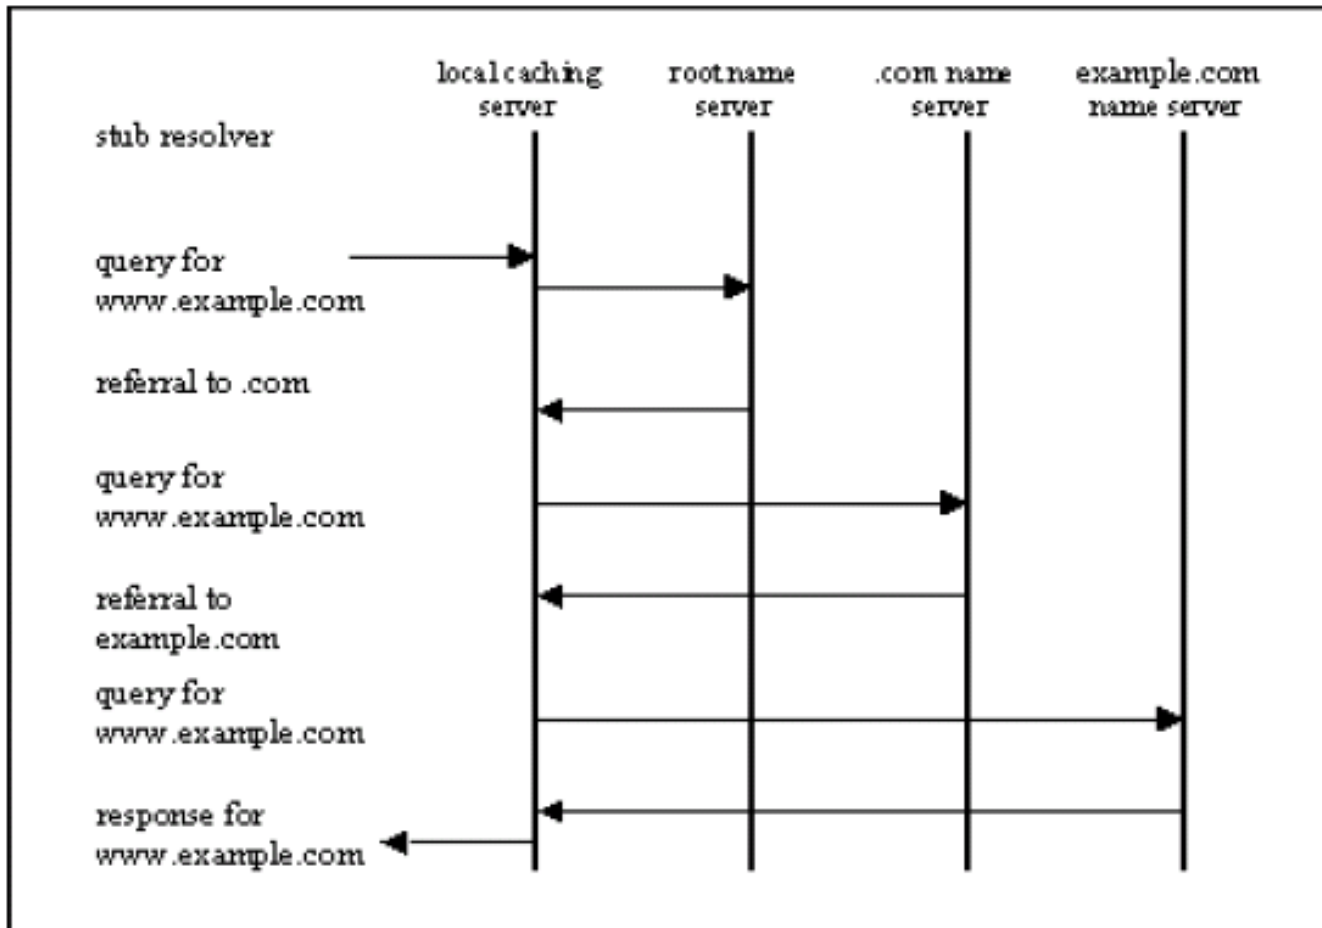 local caching
server
root name
server
.com name
server
example.com
name server
stub resolver
query for
www.example.com
referral to .com
query for
www.example.com
referral to
example.com
query for
www.example.com
response for
www.example.com